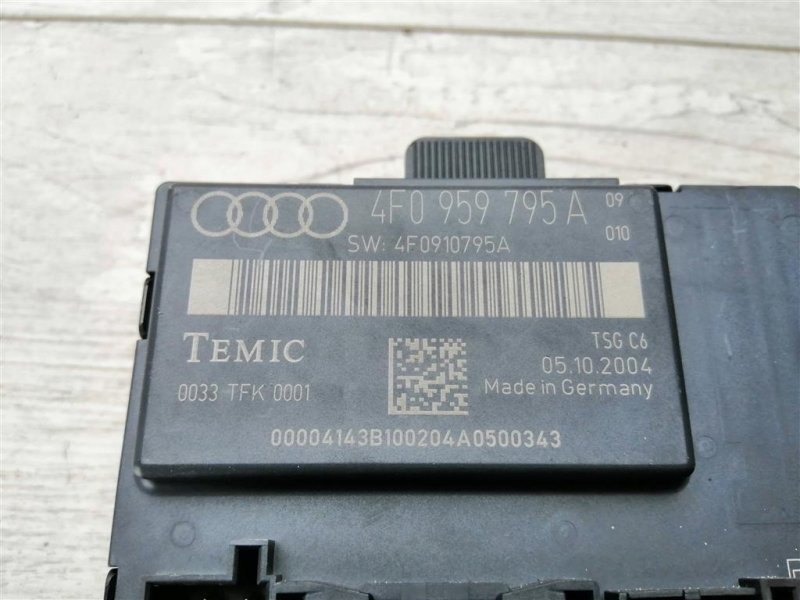 4F0 959 795 A 09
010
SW: 4F0910795A
TEMIC
TSG C6
05.10.2004
0033 TFK 0001
Made in Germany
00004143B100204A0500343